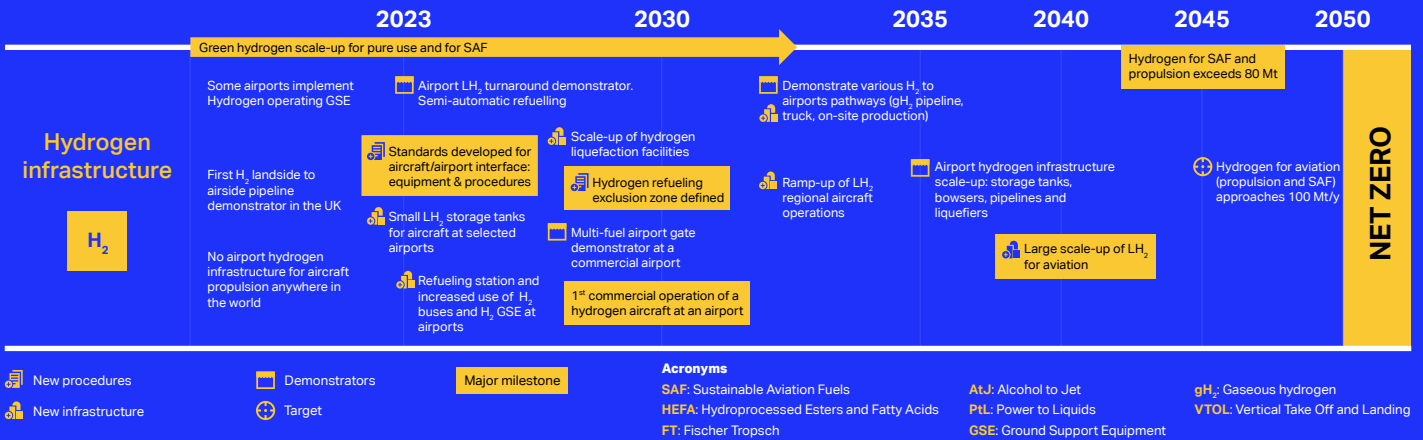 2023
2030
2035
2040
2045
2050
Green hydrogen scale-up for pure use and for SAF
Hydrogen
infrastructure
H2
Some airports implement
Hydrogen operating GSE
First H2 landside to
airside pipeline
demonstrator in the UK
No airport hydrogen
infrastructure for aircraft
propulsion anywhere in
the world
Airport LH2 turnaround demonstrator.
Semi-automatic refuelling
Standards developed for
aircraft/airport interface:
equipment & procedures
Small LH2 storage tanks
for aircraft at selected
airports
Refueling station and
increased use of H2
buses and H2 GSE at
airports
Scale-up of hydrogen
liquefaction facilities
Hydrogen refueling
exclusion zone defined
Multi-fuel airport gate
demonstrator at a
commercial airport
1st commercial operation of a
hydrogen aircraft at an airport
Demonstrate various H2 to
airports pathways (gH2 pipeline,
truck, on-site production)
Ramp-up of LH2
regional aircraft
operations
Airport hydrogen infrastructure
scale-up: storage tanks,
bowsers, pipelines and
liquefiers
Large scale-up of LH2
for aviation
Hydrogen for SAF and
propulsion exceeds 80 Mt
Hydrogen for aviation
(propulsion and SAF)
approaches 100 Mt/y
NET ZERO
New procedures
New infrastructure
Demonstrators
Target
Major milestone
Acronyms
SAF: Sustainable Aviation Fuels
HEFA: Hydroprocessed Esters and Fatty Acids
FT: Fischer Tropsch
AtJ: Alcohol to Jet
PtL: Power to Liquids
GSE: Ground Support Equipment
gH2: Gaseous hydrogen
VTOL: Vertical Take Off and Landing